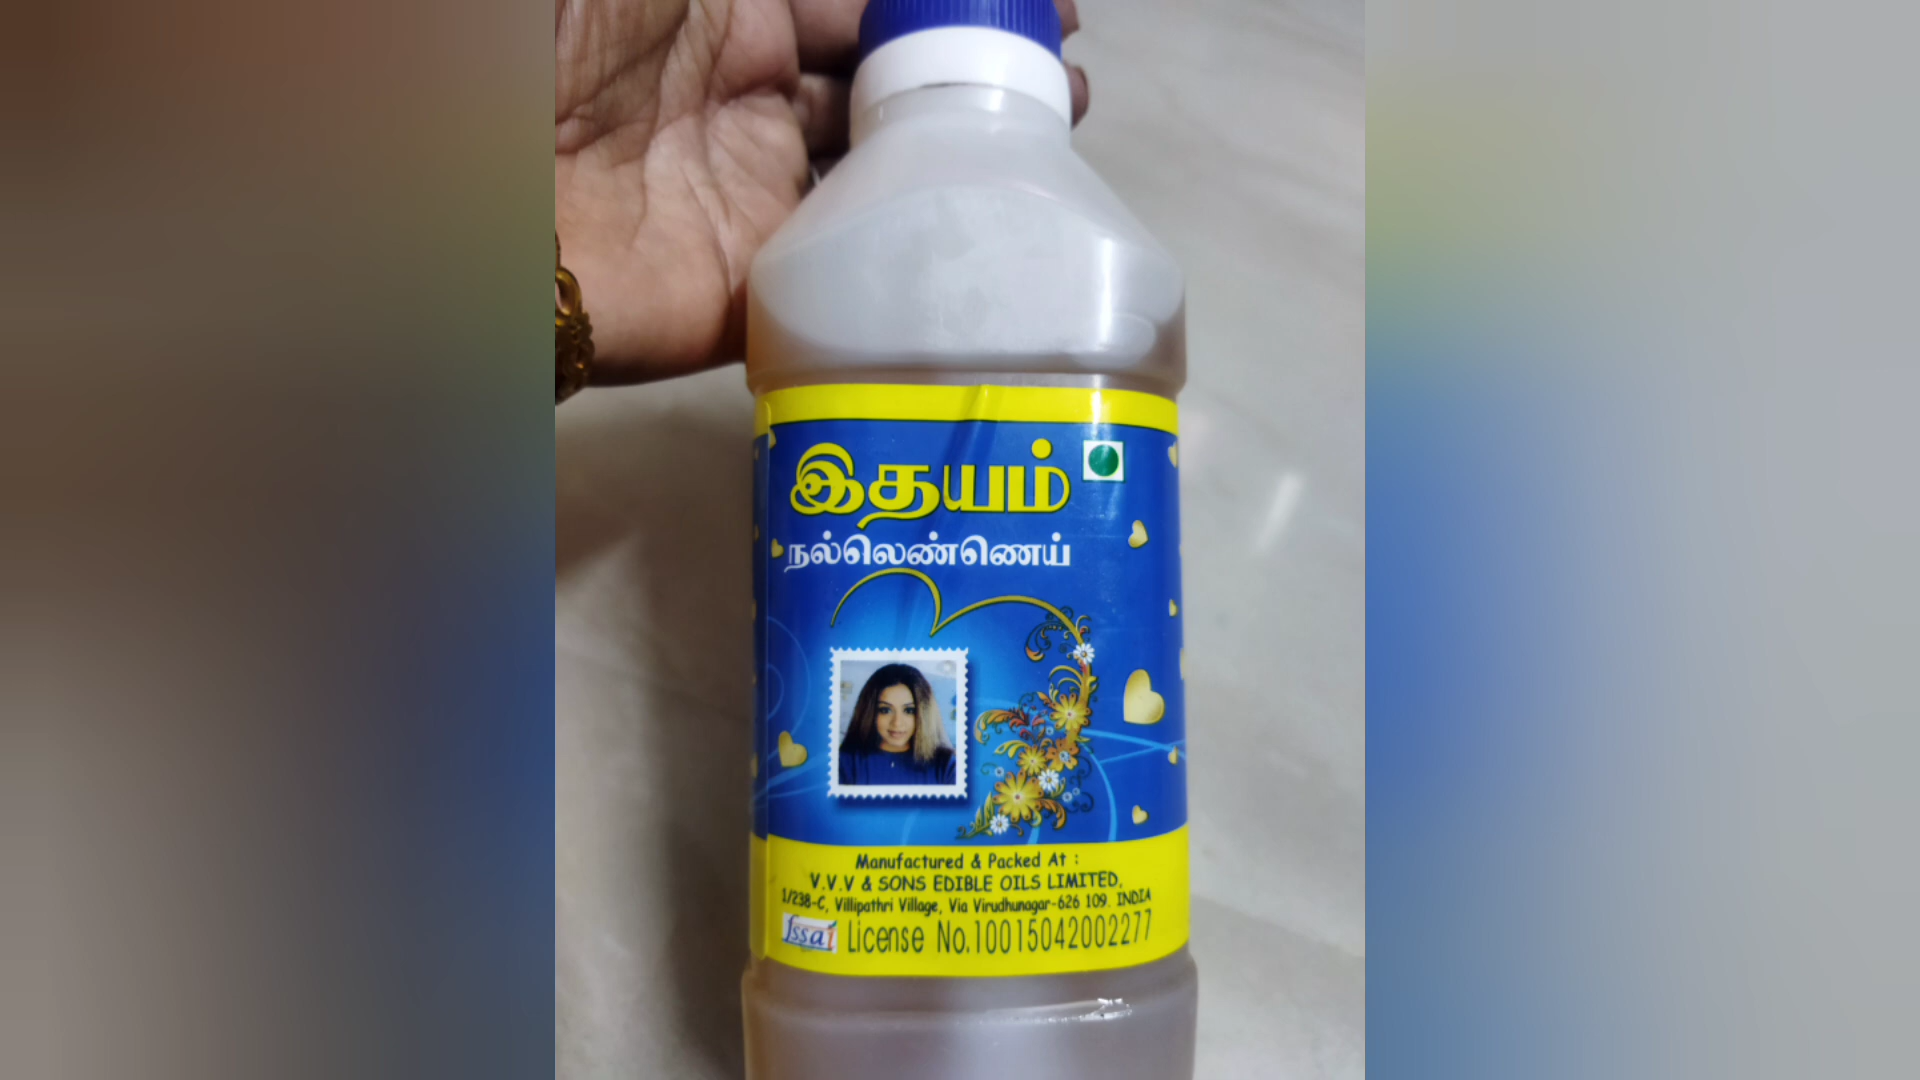 இதயம்
நல்லெண்ணெய்
Manufactured & Packed At :
V.V.V & SONS EDIBLE OILS LIMITED,
1/238-C, Villipathri Village, Via Virudhunagar-626 109. INDIA
fssai License No.10015042002277